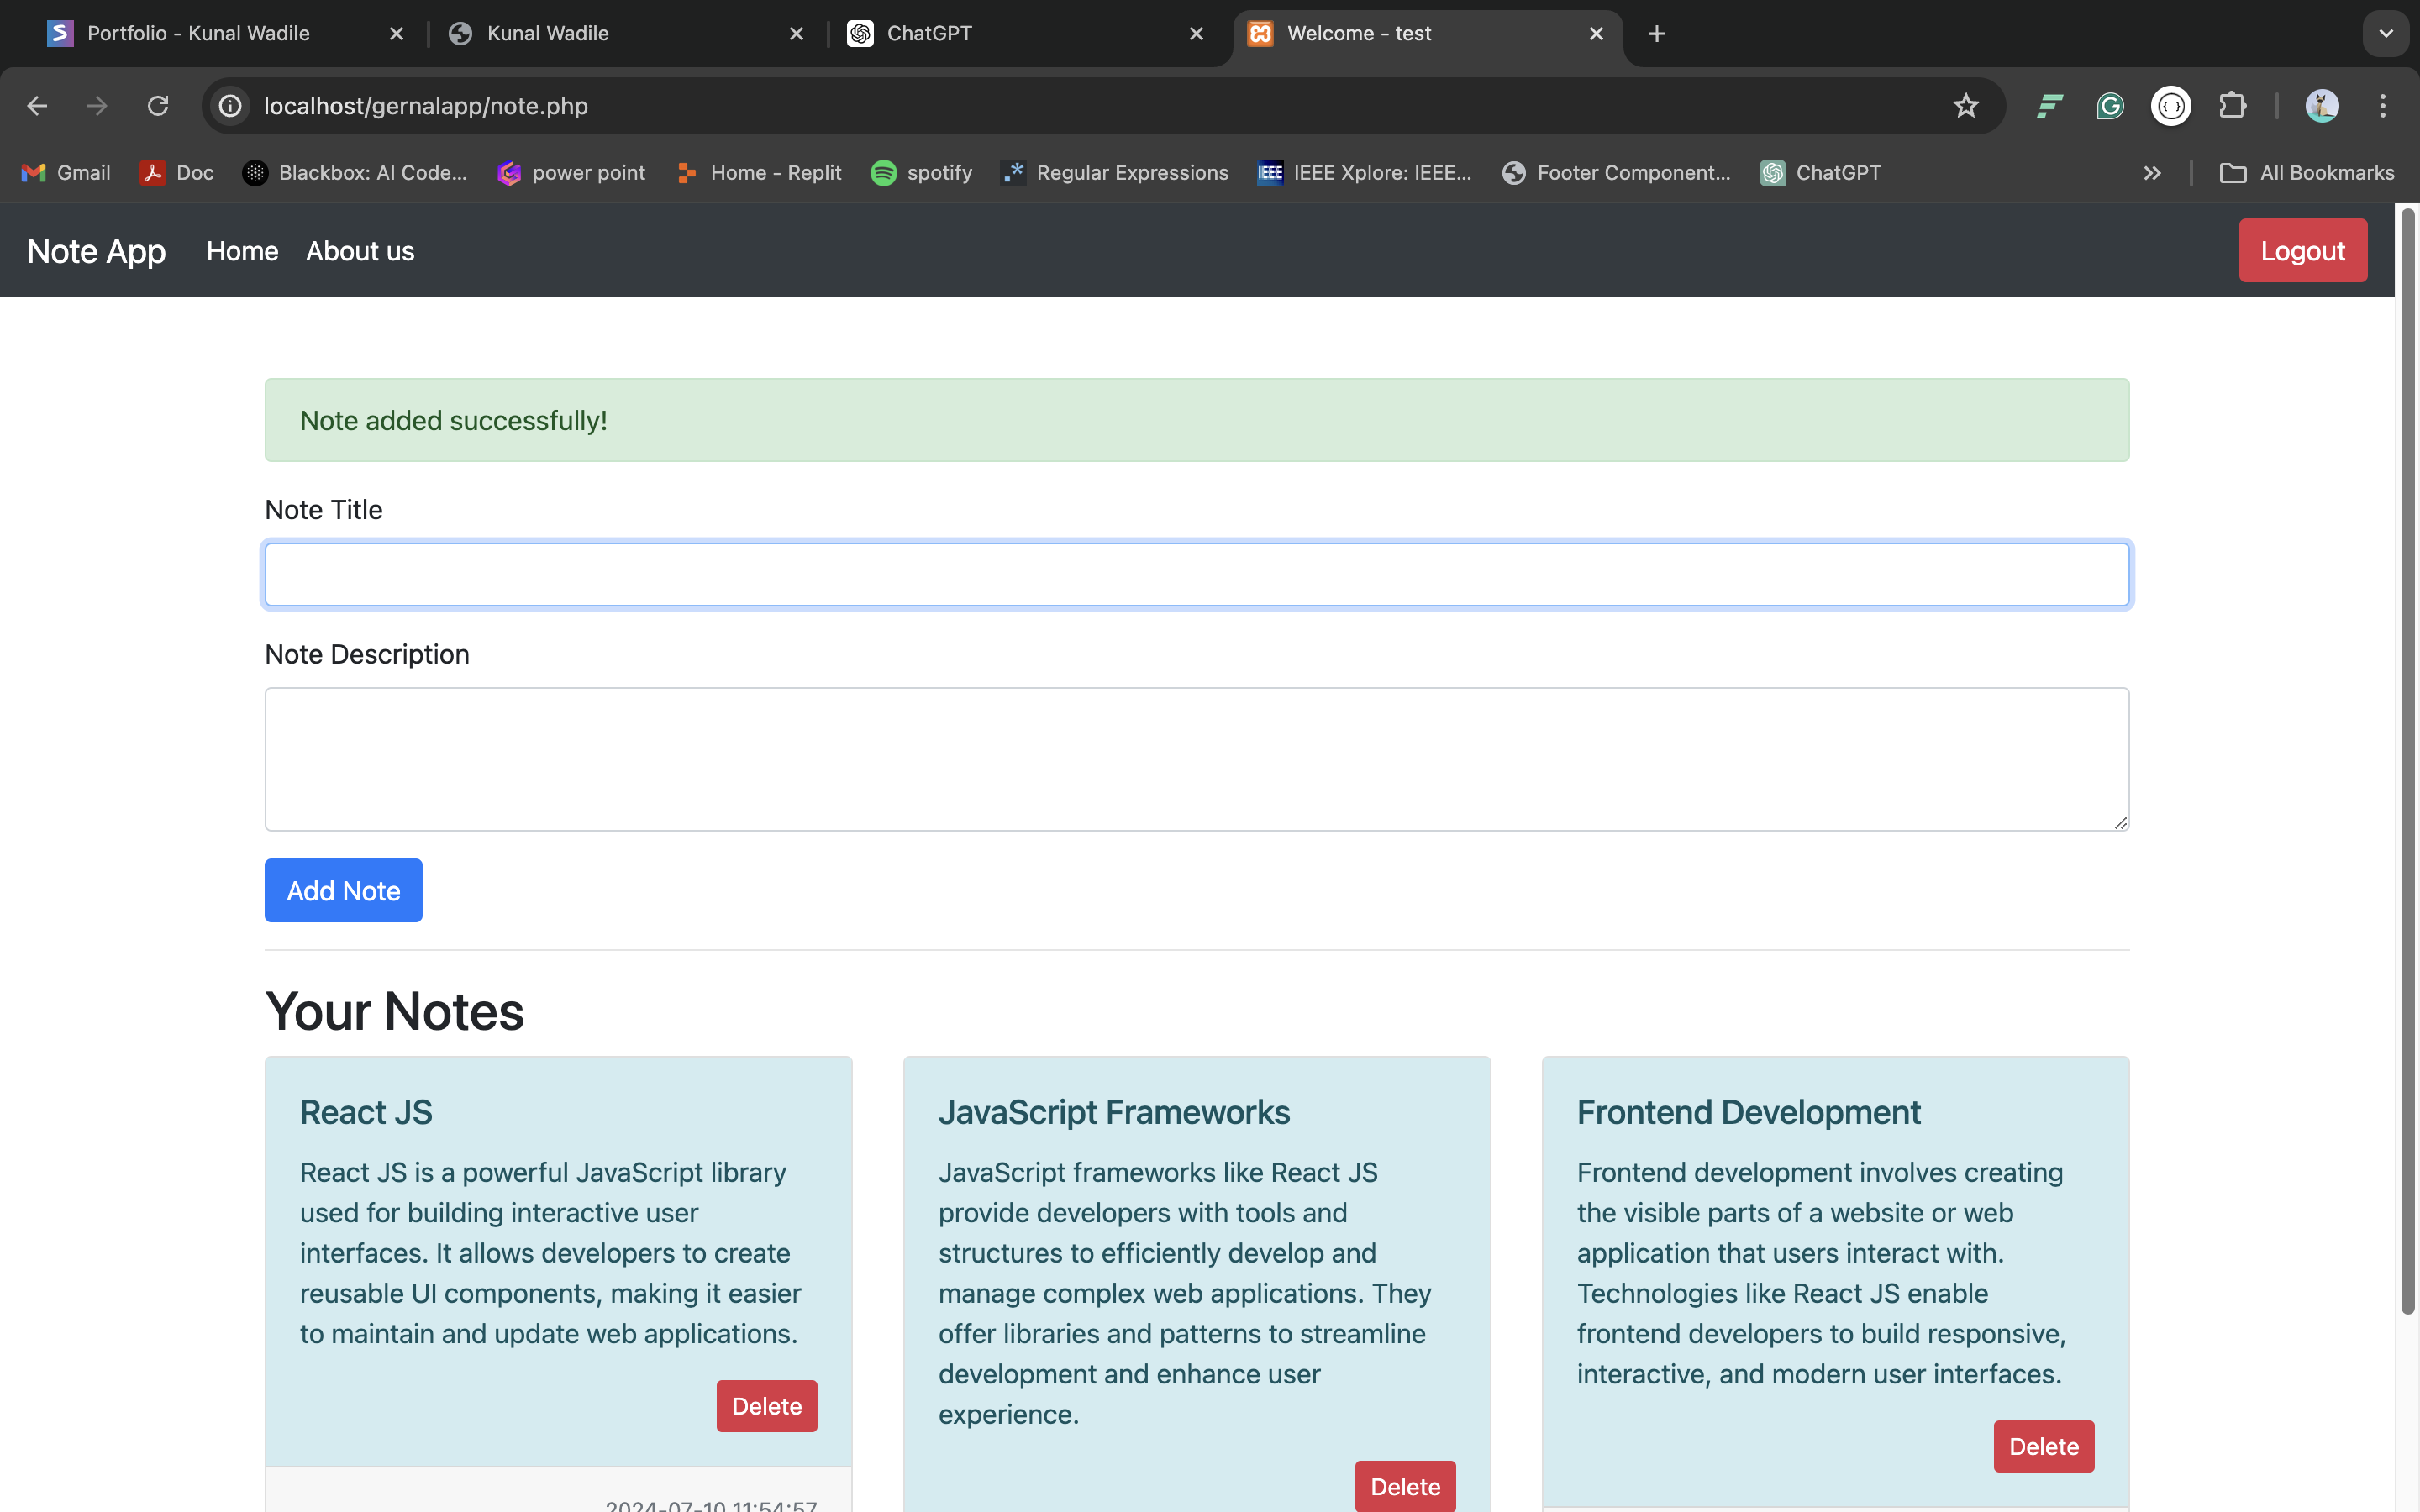 Portfolio - Kunal Wadile
Kunal Wadile
ChatGPT
Welcome - test
localhost/gernalapp/note.php
Gmail
Doc
Blackbox: AI Code...
power point
Home - Replit
spotify
Regular Expressions
IEEE
IEEE Xplore: IEEE...
Footer Component...
ChatGPT
All Bookmarks
Note App
Home
About us
Logout
Note added successfully!
Note Title
Note Description
Add Note
Your Notes
React JS
React JS is a powerful JavaScript library
used for building interactive user
interfaces. It allows developers to create
reusable UI components, making it easier
to maintain and update web applications.
Delete
2024-07-10 11:54:57
JavaScript Frameworks
JavaScript frameworks like React JS
provide developers with tools and
structures to efficiently develop and
manage complex web applications. They
offer libraries and patterns to streamline
development and enhance user
experience.
Delete
Frontend Development
Frontend development involves creating
the visible parts of a website or web
application that users interact with.
Technologies like React JS enable
frontend developers to build responsive,
interactive, and modern user interfaces.
Delete